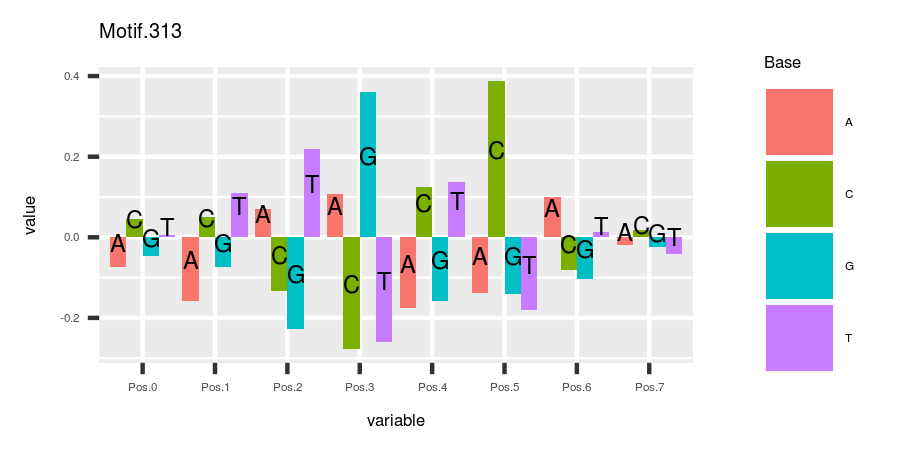 Motif.313
Base
0.4
0.2
0.0
-0.2
value
A C G T
A C G T
A C G T
A C G T
A C G T
A C G T
A C G T
A C G T
Pos.0 Pos.1 Pos.2 Pos.3 Pos.4 Pos.5 Pos.6 Pos.7
variable
A
C
G
T